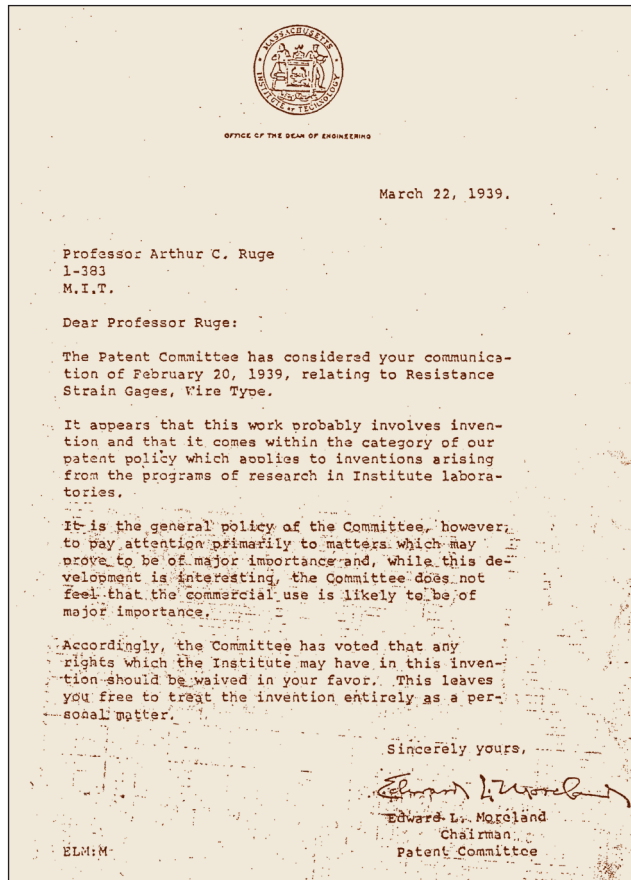 MASSACHUSETTS
INSTITUTE OF TECHNOLOGY
OFFICE OF THE DEAN OF ENGINEERING
March 22, 1939.
Professor Arthur C. Ruge
1-383
M.I.T.
Dear Professor Ruge:
The Patent Committee has considered your communica-
tion of February 20, 1939, relating to Resistance
Strain Gages, Wire Type.
It appears that this work probably involves inven-
tion and that it comes within the category of our
patent policy which applies to inventions arising
from the programs of research in Institute labora-
tories.
It is the general policy of the Committee, however,
to pay attention primarily to matters which may
prove to be of major importance and, while this de-
velopment is interesting, the Committee does not
feel that the commercial use is likely to be of
major importance.
Accordingly, the Committee has voted that any
rights which the Institute may have in this inven-
tion should be waived in your favor. This leaves
you free to treat the invention entirely as a per-
sonal matter.
Sincerely yours,
Edward L. Moreland
Edward L. Moreland
Chairman
Patent Committee
ELM:M